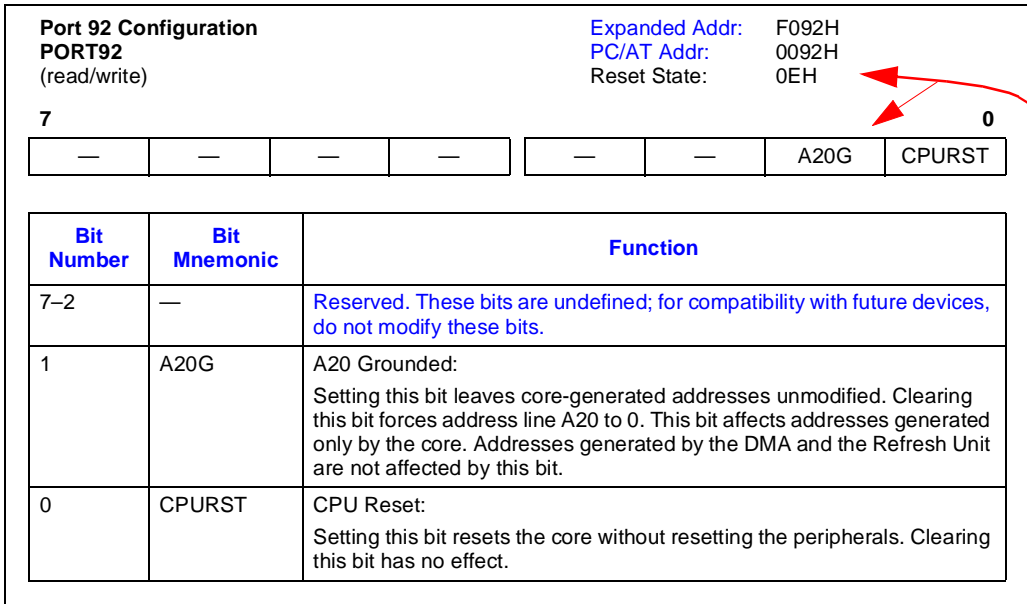 Port 92 Configuration
PORT92
(read/write)
Expanded Addr: F092H
PC/AT Addr: 0092H
Reset State: 0EH
7 0
— — — — — — A20G CPURST
Bit Number Bit Mnemonic Function
7–2 — Reserved. These bits are undefined; for compatibility with future devices,
do not modify these bits.
1 A20G A20 Grounded:
Setting this bit leaves core-generated addresses unmodified. Clearing
this bit forces address line A20 to 0. This bit affects addresses generated
only by the core. Addresses generated by the DMA and the Refresh Unit
are not affected by this bit.
0 CPURST CPU Reset:
Setting this bit resets the core without resetting the peripherals. Clearing
this bit has no effect.